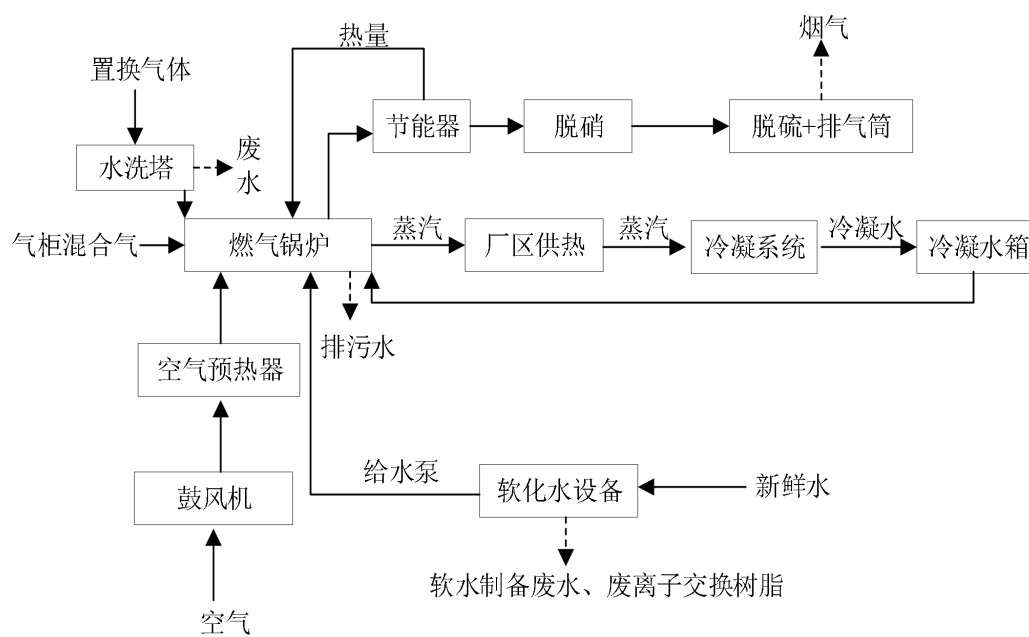 烟气
热量
置换气体
节能器
脱硝
脱硫+排气筒
水洗塔
废
水
气柜混合气
燃气锅炉
蒸汽
厂区供热
蒸汽
冷凝系统
冷凝水
冷凝水箱
排污水
空气预热器
给水泵
软化水设备
新鲜水
鼓风机
软水制备废水、废离子交换树脂
空气